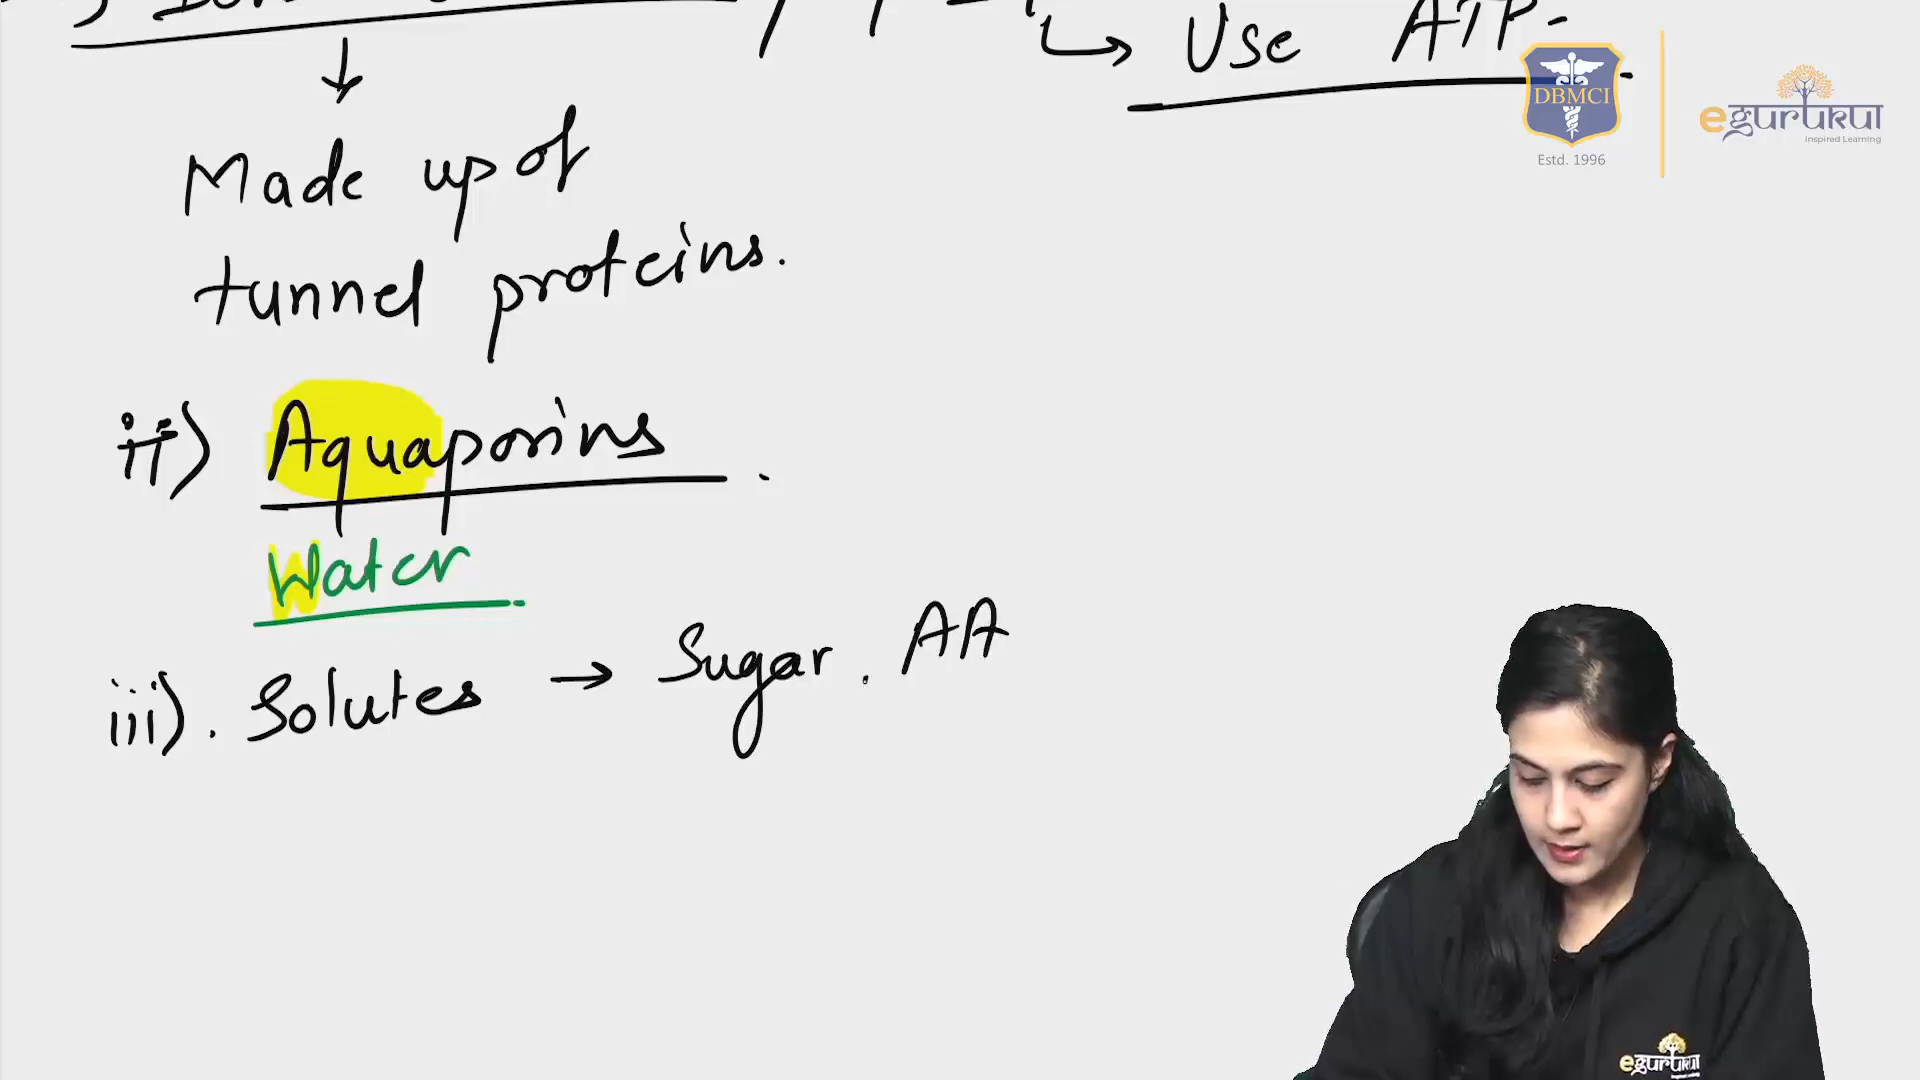 Use ATP
Made up of
tunnel proteins.
ii) Aquaporins
Water
iii). Solutes → Sugar. AA
DBMCI
Estd. 1996
egurukul
Inspired Learning
egurukul